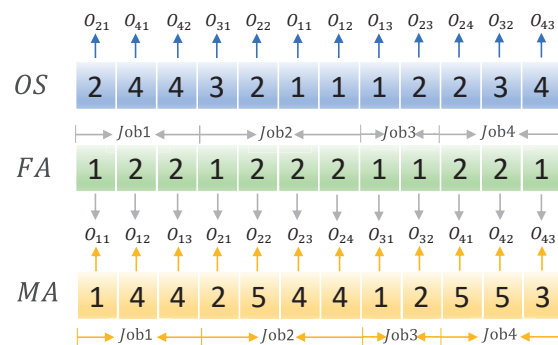 O21 O41 O42 O31 O22 O11 O12 O13 O23 O24 O32 O43
OS 2 4 4 3 2 1 1 1 2 2 3 4
Job1 Job2 Job3 Job4
FA 1 2 2 1 2 2 2 1 1 2 2 1
O11 O12 O13 O21 O22 O23 O24 O31 O32 O41 O42 O43
MA 1 4 4 2 5 4 4 1 2 5 5 3
Job1 Job2 Job3 Job4